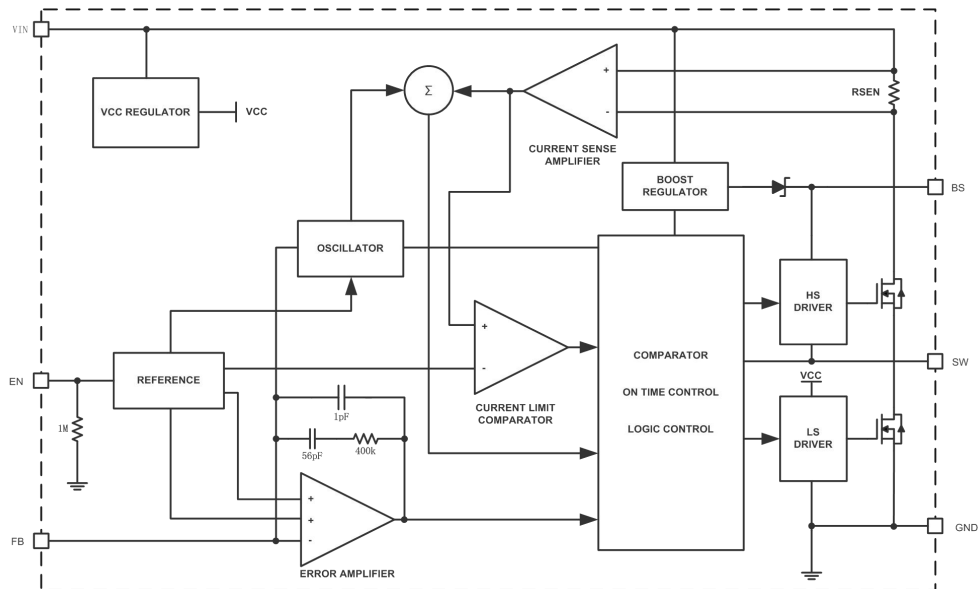 VIN
VCC REGULATOR
VCC
Σ
+
-
CURRENT SENSE
AMPLIFIER
RSEN
BOOST
REGULATOR
BS
OSCILLATOR
HS
DRIVER
+
-
CURRENT LIMIT
COMPARATOR
COMPARATOR
ON TIME CONTROL
LOGIC CONTROL
SW
VCC
LS
DRIVER
EN
REFERENCE
1M
1pF
56pF
400k
+
+
-
ERROR AMPLIFIER
FB
GND